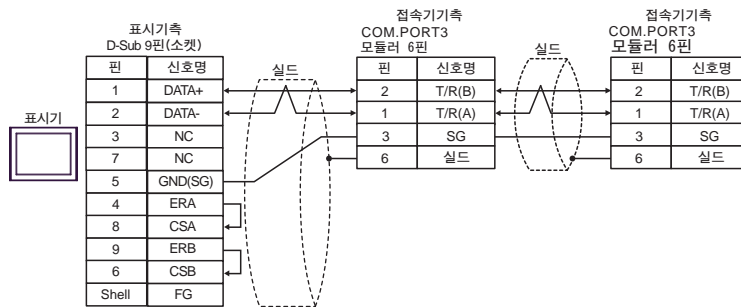 표시기
표시기측
D-Sub 9핀(소켓)
핀 신호명
1 DATA+
2 DATA-
3 NC
7 NC
5 GND(SG)
4 ERA
8 CSA
9 ERB
6 CSB
Shell FG
실드
접속기기측
COM.PORT3
모듈러 6핀
핀 신호명
2 T/R(B)
1 T/R(A)
3 SG
6 실드
실드
접속기기측
COM.PORT3
모듈러 6핀
핀 신호명
2 T/R(B)
1 T/R(A)
3 SG
6 실드